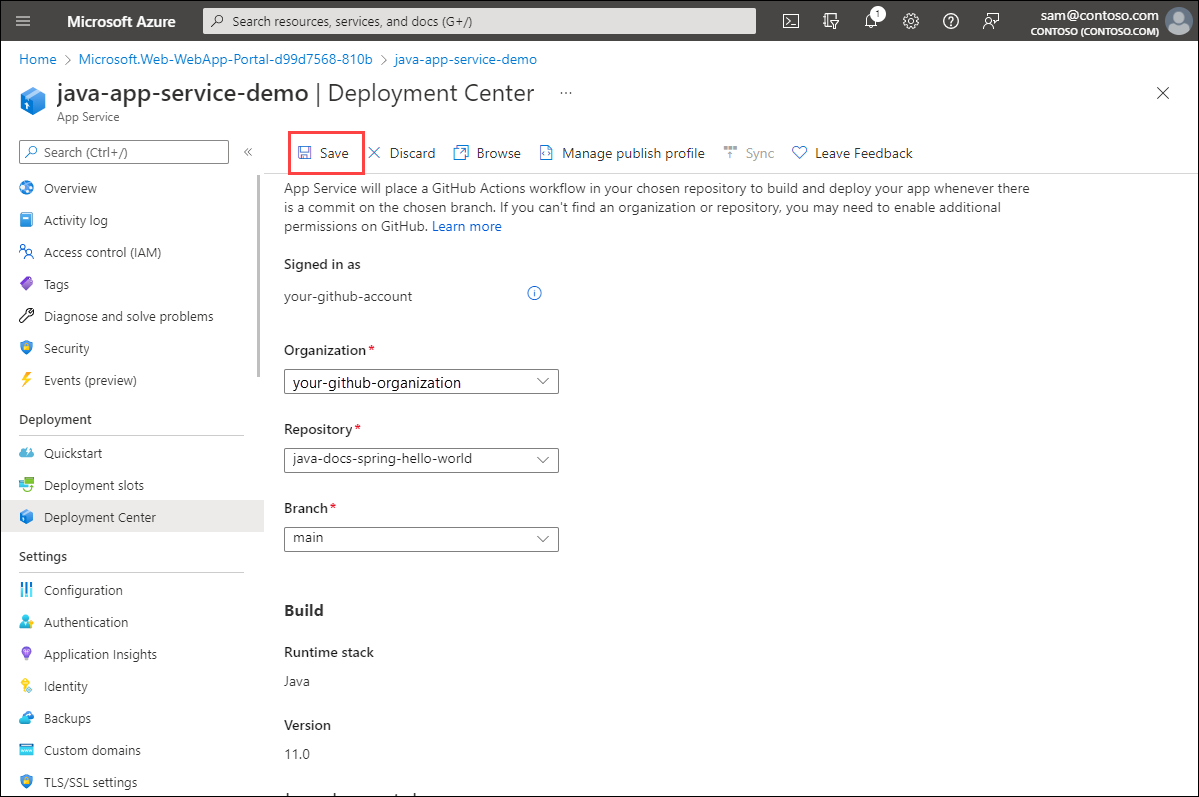 Microsoft Azure
Search resources, services, and docs (G+/)
1
sam@contoso.com
CONTOSO (CONTOSO.COM)
Home > Microsoft.Web-WebApp-Portal-d99d7568-810b > java-app-service-demo
java-app-service-demo | Deployment Center ...
App Service
Search (Ctrl+/)
«
Overview
Activity log
Access control (IAM)
Tags
Diagnose and solve problems
Security
Events (preview)
Deployment
Quickstart
Deployment slots
Deployment Center
Settings
Configuration
Authentication
Application Insights
Identity
Backups
Custom domains
TLS/SSL settings
Save Discard Browse Manage publish profile Sync Leave Feedback
App Service will place a GitHub Actions workflow in your chosen repository to build and deploy your app whenever there
is a commit on the chosen branch. If you can't find an organization or repository, you may need to enable additional
permissions on GitHub. Learn more
Signed in as
your-github-account
Organization*
your-github-organization
Repository*
java-docs-spring-hello-world
Branch*
main
Build
Runtime stack
Java
Version
11.0